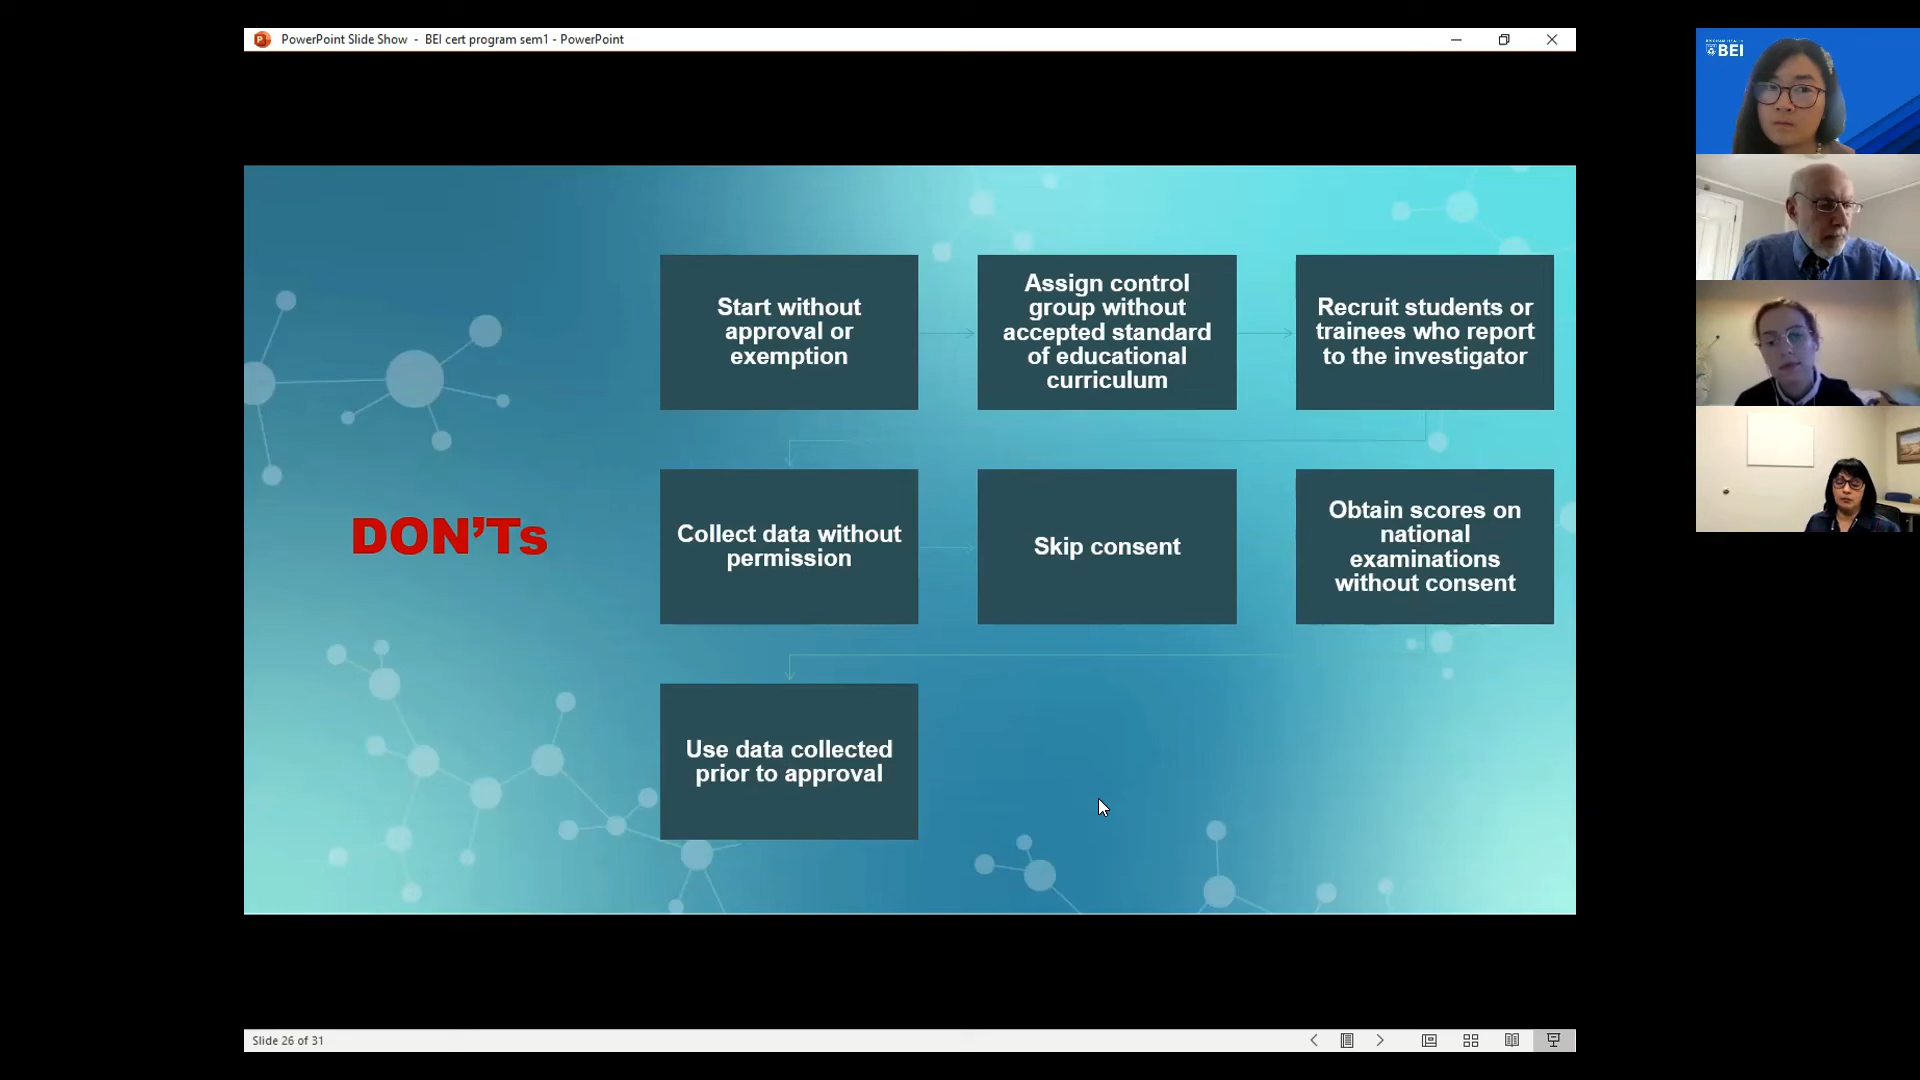 PowerPoint Slide Show - BEI cert program sem1 - PowerPoint
BEI
Start without
approval or
exemption
Assign control
group without
accepted standard
of educational
curriculum
Recruit students or
trainees who report
to the investigator
DON’Ts
Collect data without
permission
Skip consent
Obtain scores on
national
examinations
without consent
Use data collected
prior to approval
Slide 26 of 31